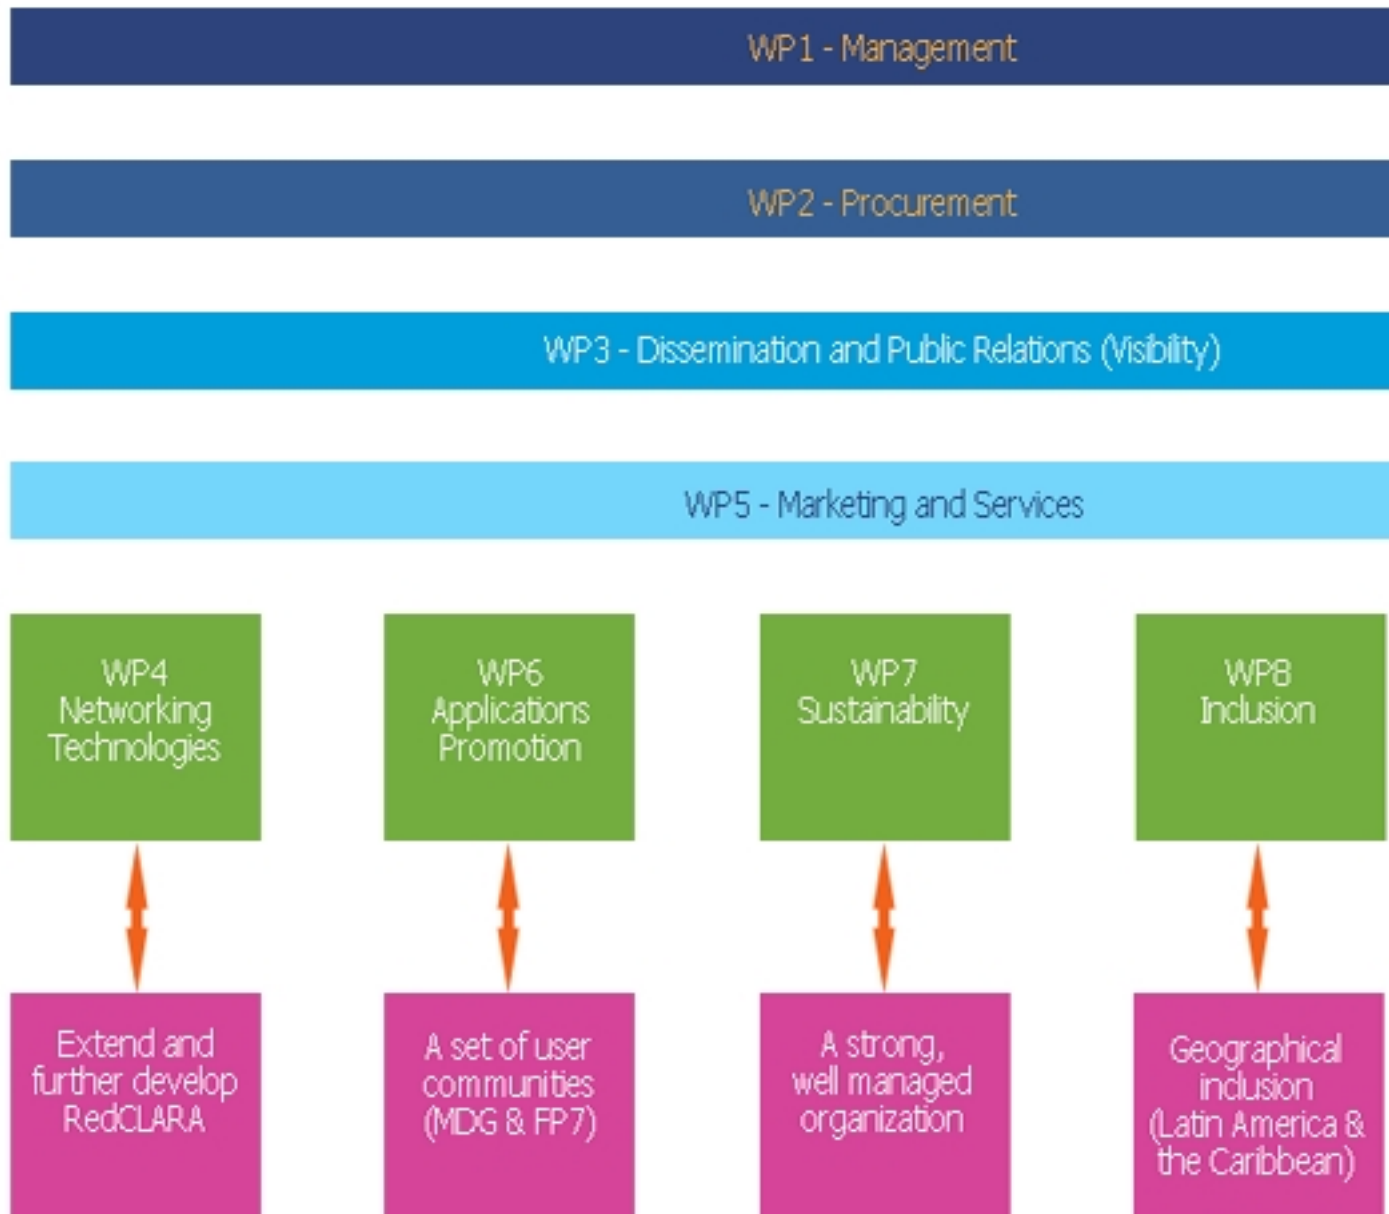 WP1 - Management
WP2 - Procurement
WP3 - Dissemination and Public Relations (Visibility)
WP5 - Marketing and Services
WP4
Networking
Technologies
WP6
Applications
Promotion
WP7
Sustainability
WP8
Inclusion
Extend and
further develop
RedCLARA
A set of user
communities
(MDG & FP7)
A strong,
well managed
organization
Geographical
inclusion
(Latin America &
the Caribbean)